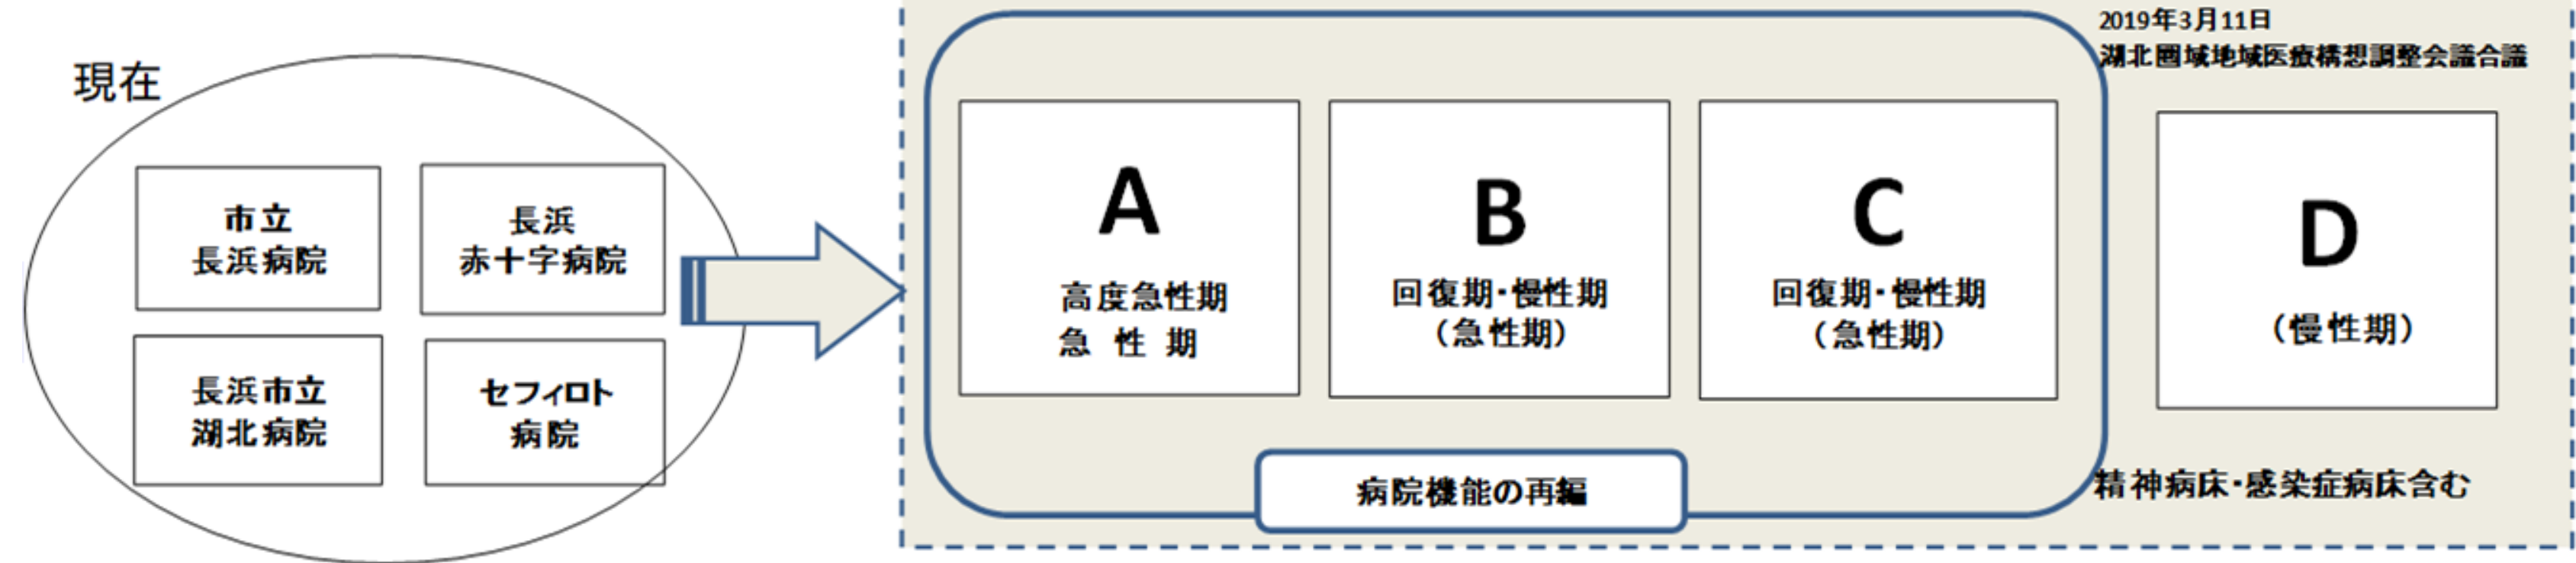 現在
市立
長浜病院
長浜
赤十字病院
長浜市立
湖北病院
セフィロト
病院
2019年3月11日
湖北圏域地域医療構想調整会議合議
A
高度急性期
急 性 期
B
回復期・慢性期
（急性期）
C
回復期・慢性期
（急性期）
D
（慢性期）
病院機能の再編
精神病床・感染症病床含む